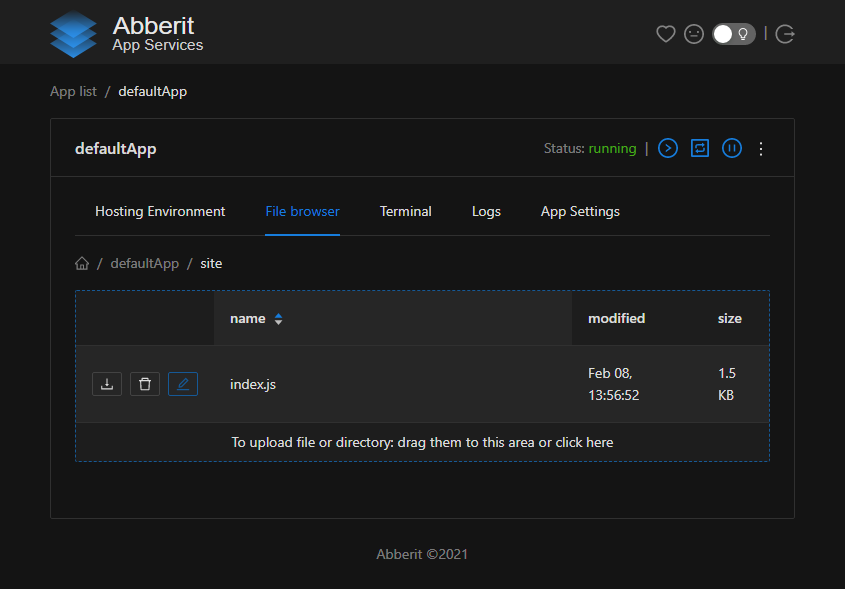 Abberit
App Services
App list / defaultApp
defaultApp
Status: running |
Hosting Environment File browser Terminal Logs App Settings
/ defaultApp / site
name modified size
index.js Feb 08, 13:56:52 1.5 KB
To upload file or directory: drag them to this area or click here
Abberit ©2021